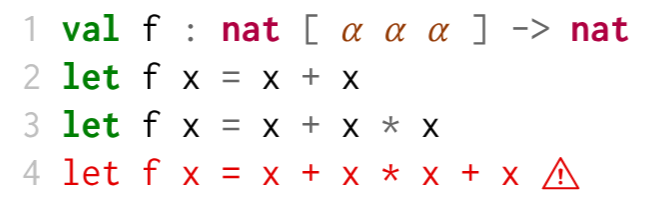 1 val f : nat [ α α α ] -> nat
2 let f x = x + x
3 let f x = x + x * x
4 let f x = x + x * x + x ⚠